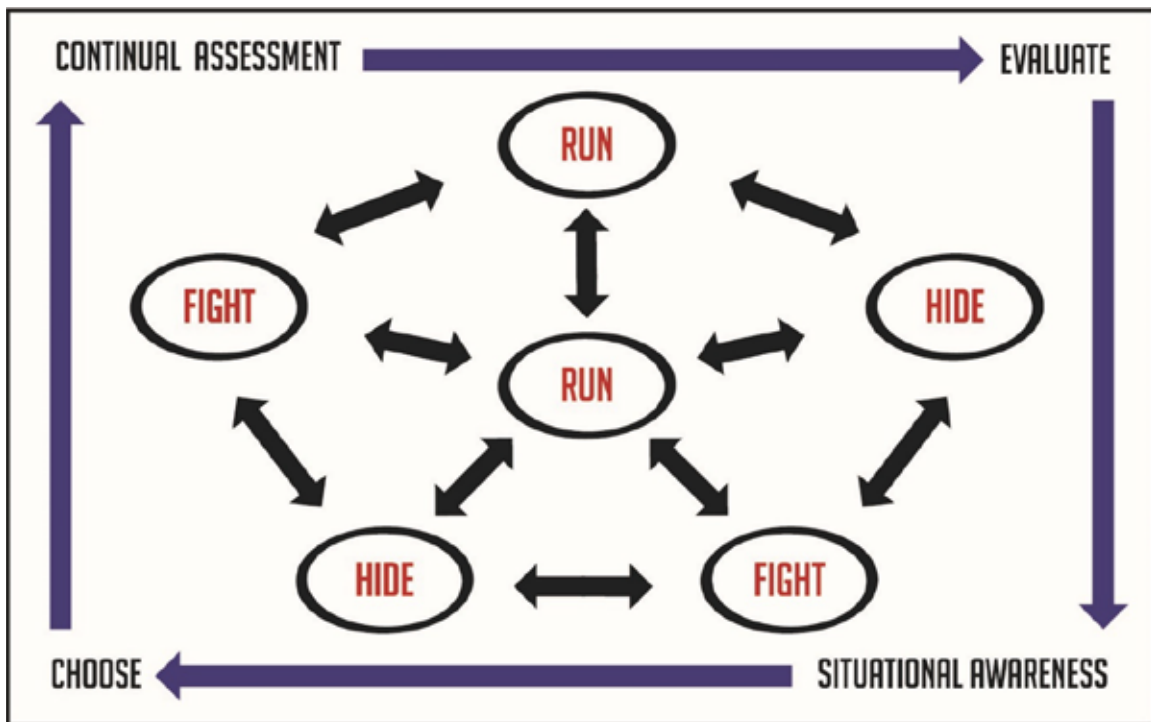 CONTINUAL ASSESSMENT
EVALUATE
RUN
FIGHT
HIDE
RUN
HIDE
FIGHT
CHOOSE
SITUATIONAL AWARENESS